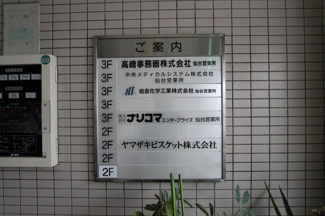 ご案内
3F 高崎事務器株式会社 仙台営業所
3F 中央メディカルシステム株式会社
仙台営業所
3F 岩倉化学工業株式会社 仙台営業所
3F
3F 株式会社 ナリコマエンタープライズ 仙台営業所
2F
2F ヤマザキビスケット株式会社
2F
2F